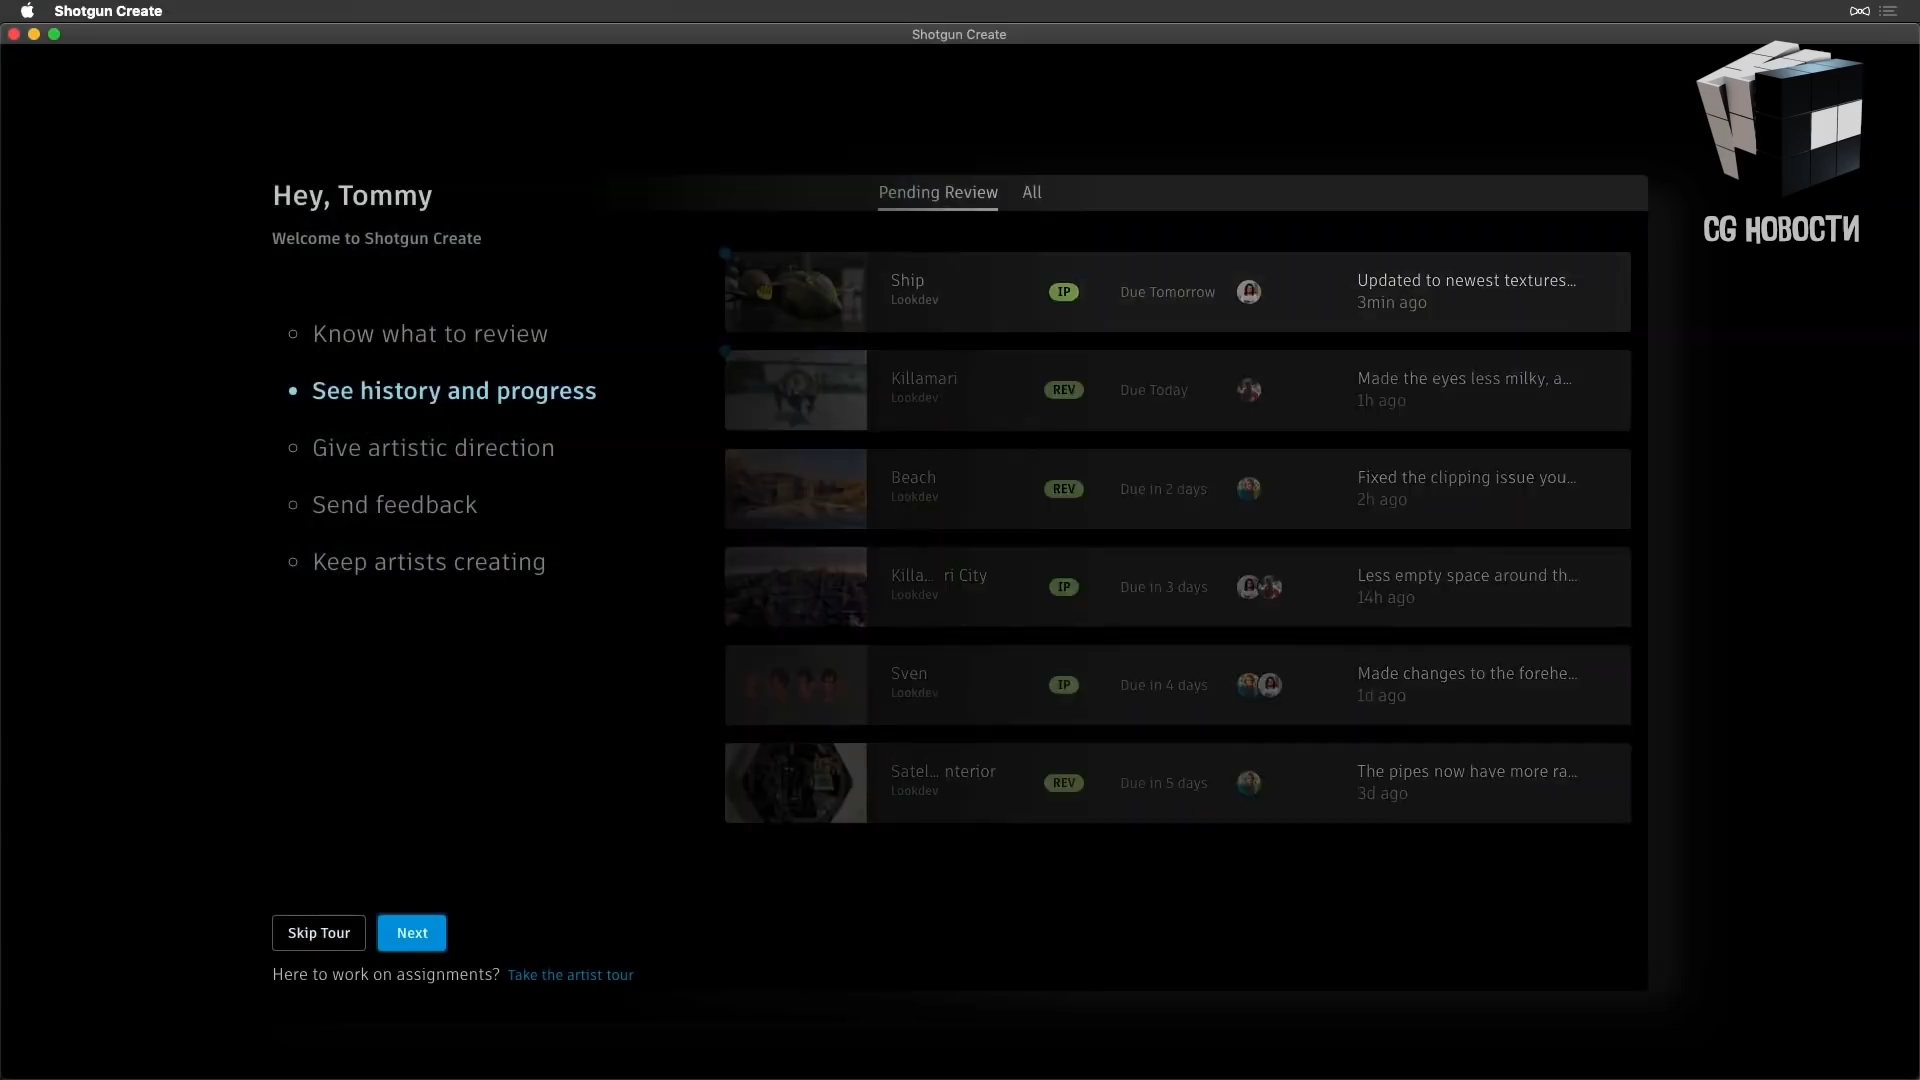 Shotgun Create
Shotgun Create
CG НОВОСТИ
Hey, Tommy
Welcome to Shotgun Create
Know what to review
See history and progress
Give artistic direction
Send feedback
Keep artists creating
Skip Tour
Next
Here to work on assignments? Take the artist tour
Pending Review All
Ship
Lookdev
IP
Due Tomorrow
Updated to newest textures...
3min ago
Killamari
Lookdev
REV
Due Today
Made the eyes less milky, a...
1h ago
Beach
Lookdev
REV
Due in 2 days
Fixed the clipping issue you...
2h ago
Killa... ri City
Lookdev
IP
Due in 3 days
Less empty space around th...
14h ago
Sven
Lookdev
IP
Due in 4 days
Made changes to the forehe...
1d ago
Satel... nterior
Lookdev
REV
Due in 5 days
The pipes now have more ra...
3d ago